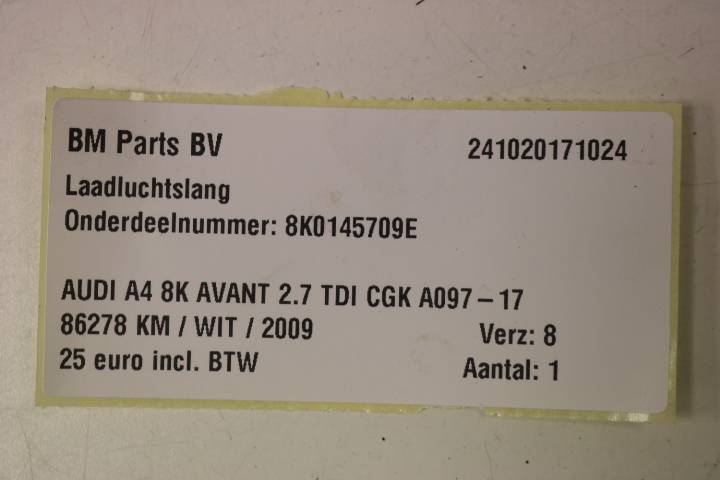 BM Parts BV 241020171024
Laadluchtslang
Onderdeelnummer: 8K0145709E
AUDI A4 8K AVANT 2.7 TDI CGK A097-17
86278 KM / WIT / 2009 Verz: 8
25 euro incl. BTW Aantal: 1